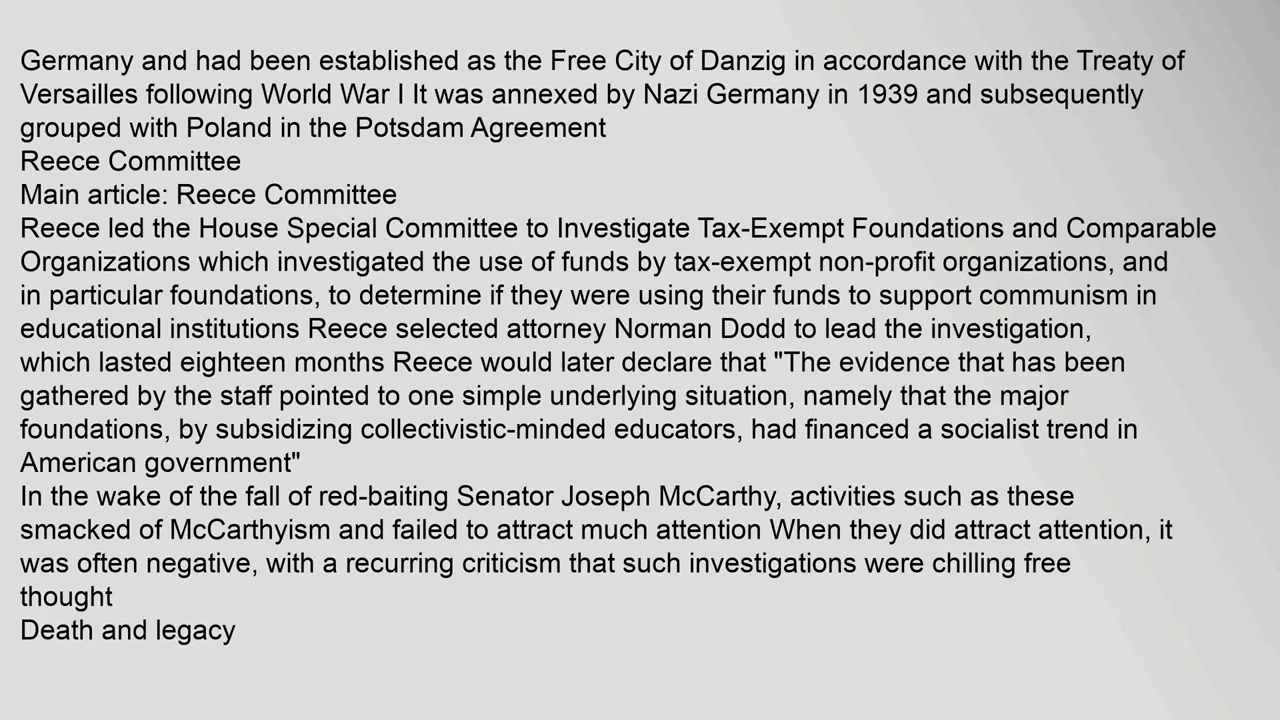 Germany and had been established as the Free City of Danzig in accordance with the Treaty of
Versailles following World War I It was annexed by Nazi Germany in 1939 and subsequently
grouped with Poland in the Potsdam Agreement
Reece Committee
Main article: Reece Committee
Reece led the House Special Committee to Investigate Tax-Exempt Foundations and Comparable
Organizations which investigated the use of funds by tax-exempt non-profit organizations, and
in particular foundations, to determine if they were using their funds to support communism in
educational institutions Reece selected attorney Norman Dodd to lead the investigation,
which lasted eighteen months Reece would later declare that "The evidence that has been
gathered by the staff pointed to one simple underlying situation, namely that the major
foundations, by subsidizing collectivistic-minded educators, had financed a socialist trend in
American government"
In the wake of the fall of red-baiting Senator Joseph McCarthy, activities such as these
smacked of McCarthyism and failed to attract much attention When they did attract attention, it
was often negative, with a recurring criticism that such investigations were chilling free
thought
Death and legacy